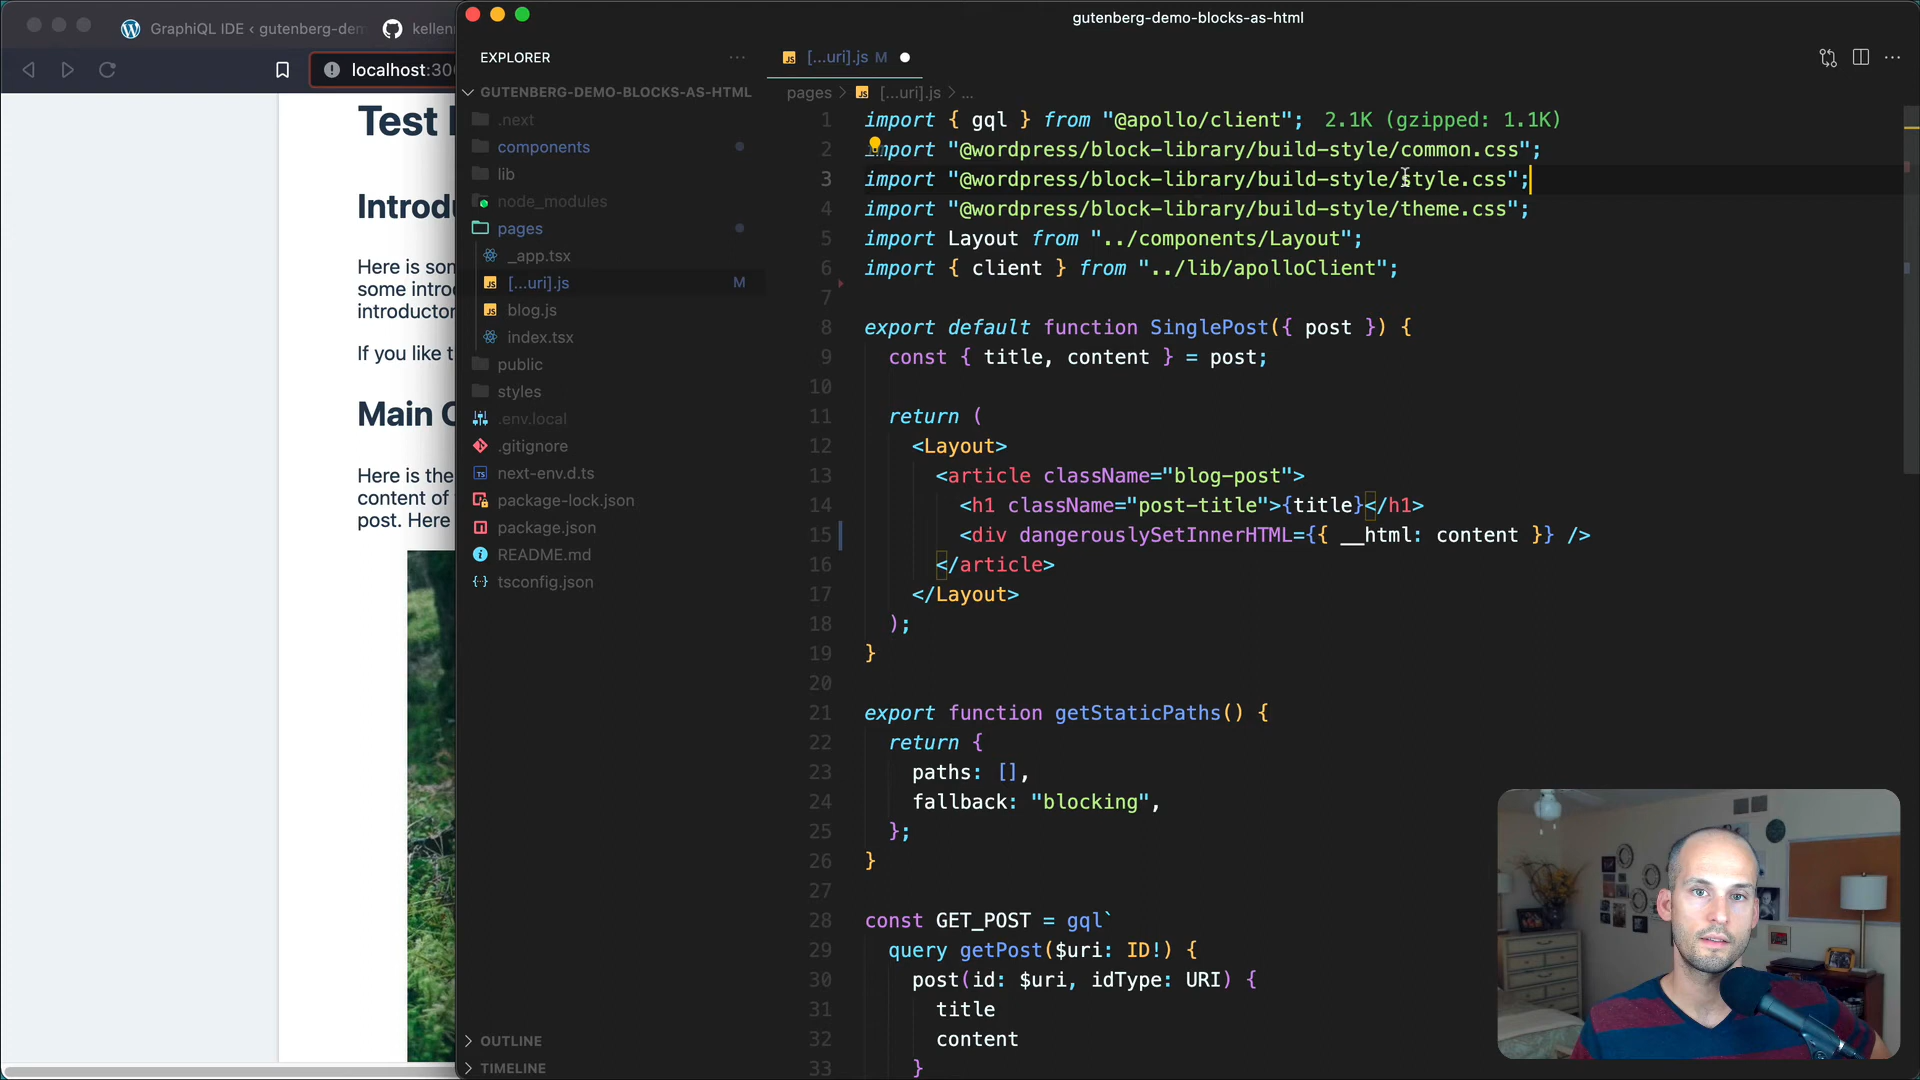 GraphiQL IDE ‹ gutenberg-dem
kellen
localhost:300
Test
Introdu
Here is som
some intro
introductor
If you like t
Main C
Here is the
content of
post. Here
gutenberg-demo-blocks-as-html
EXPLORER
GUTENBERG-DEMO-BLOCKS-AS-HTML
.next
components
lib
node_modules
pages
_app.tsx
[...uri].js M
blog.js
index.tsx
public
styles
.env.local
.gitignore
next-env.d.ts
package-lock.json
package.json
README.md
tsconfig.json
OUTLINE
TIMELINE
[...uri].js M
pages > [...uri].js > ...
1 import { gql } from "@apollo/client"; 2.1K (gzipped: 1.1K)
2 import "@wordpress/block-library/build-style/common.css";
3 import "@wordpress/block-library/build-style/style.css";
4 import "@wordpress/block-library/build-style/theme.css";
5 import Layout from "../components/Layout";
6 import { client } from "../lib/apolloClient";
7
8 export default function SinglePost({ post }) {
9 const { title, content } = post;
10
11 return (
12 <Layout>
13 <article className="blog-post">
14 <h1 className="post-title">{title}</h1>
15 <div dangerouslySetInnerHTML={{ __html: content }} />
16 </article>
17 </Layout>
18 );
19 }
20
21 export function getStaticPaths() {
22 return {
23 paths: [],
24 fallback: "blocking",
25 };
26 }
27
28 const GET_POST = gql`
29 query getPost($uri: ID!) {
30 post(id: $uri, idType: URI) {
31 title
32 content
33 }